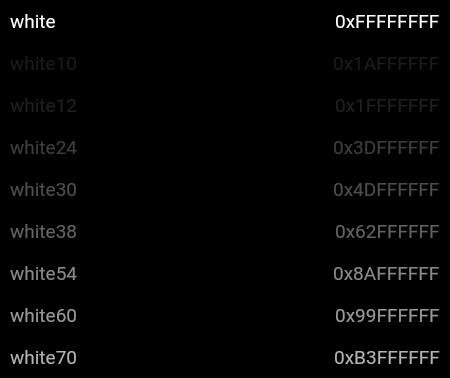 white 0xFFFFFFFF
white10 0x1AFFFFFF
white12 0x1FFFFFFF
white24 0x3DFFFFFF
white30 0x4DFFFFFF
white38 0x62FFFFFF
white54 0x8AFFFFFF
white60 0x99FFFFFF
white70 0xB3FFFFFF